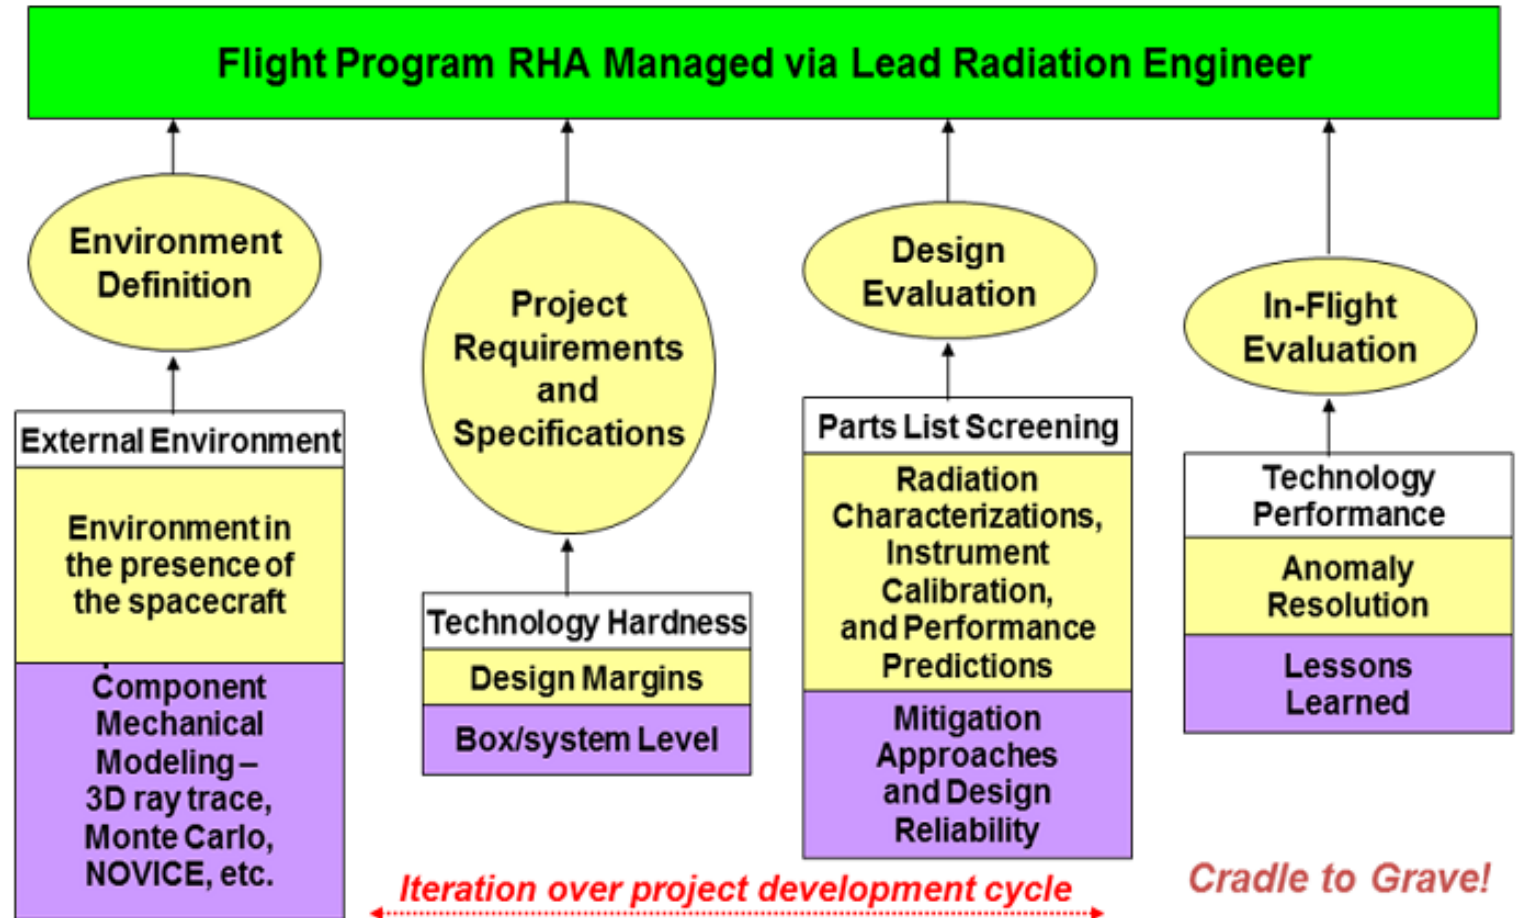 Flight Program RHA Managed via Lead Radiation Engineer
Environment
Definition
External Environment
Environment in
the presence of
the spacecraft
Component
Mechanical
Modeling –
3D ray trace,
Monte Carlo,
NOVICE, etc.
Project
Requirements
and
Specifications
Technology Hardness
Design Margins
Box/system Level
Design
Evaluation
Parts List Screening
Radiation
Characterizations,
Instrument
Calibration,
and Performance
Predictions
Mitigation
Approaches
and Design
Reliability
In-Flight
Evaluation
Technology
Performance
Anomaly
Resolution
Lessons
Learned
Iteration over project development cycle
Cradle to Grave!